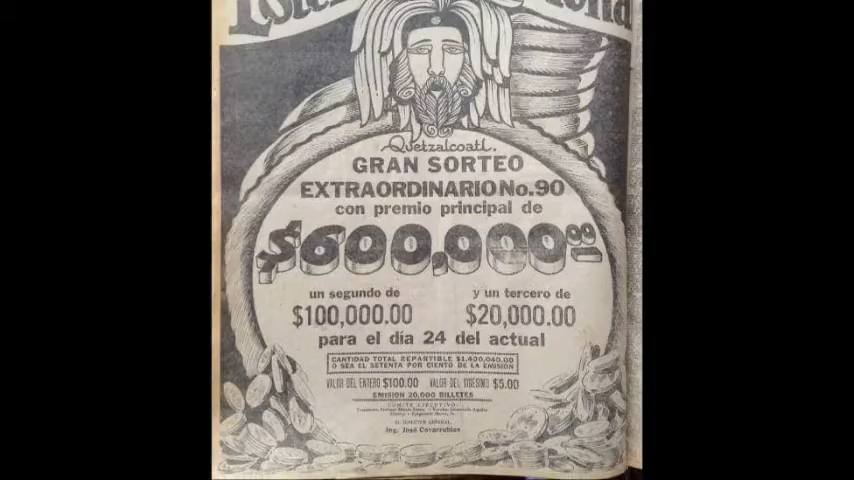 Quetzalcoatl.
GRAN SORTEO
EXTRAORDINARIO No.90
con premio principal de
$600,000.00
un segundo de y un tercero de
$100,000.00 $20,000.00
para el día 24 del actual
CANTIDAD TOTAL REPARTIBLE $1.400,040.00
O SEA EL SETENTA POR CIENTO DE LA EMISION
VALOR DEL ENTERO $100.00 VALOR DEL VIGESIMO $5.00
EMISION 20,000 BILLETES
COMITE EJECUTIVO:
EL DIRECTOR GENERAL,
Ing. José Covarrubias